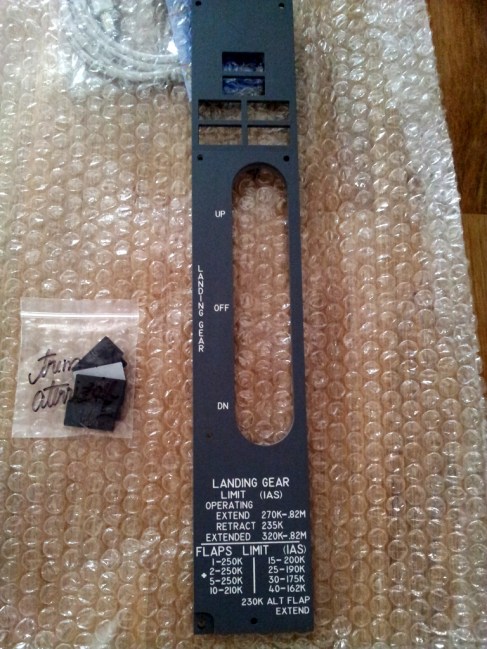 UP
LANDING GEAR
OFF
DN
LANDING GEAR
LIMIT (IAS)
OPERATING
EXTEND 270K-.82M
RETRACT 235K
EXTENDED 320K-.82M
FLAPS LIMIT (IAS)
1-250K 15-200K
2-250K 25-190K
5-250K 30-175K
10-210K 40-162K
230K ALT FLAP
EXTEND